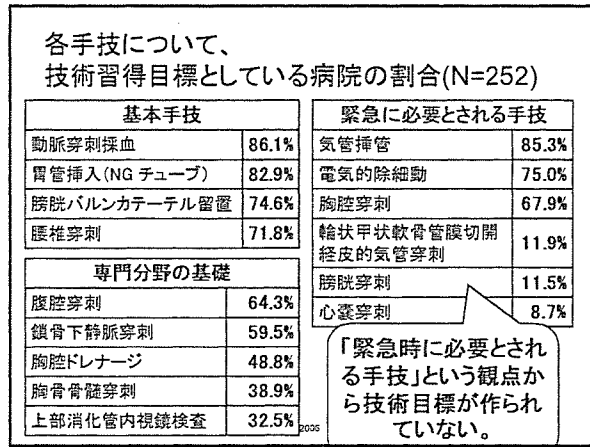 各手技について、
技術習得目標としている病院の割合(N=252)
基本手技
動脈穿刺採血 86.1%
胃管挿入(NG チューブ) 82.9%
膀胱バルンカテーテル留置 74.6%
腰椎穿刺 71.8%
専門分野の基礎
腹腔穿刺 64.3%
鎖骨下静脈穿刺 59.5%
胸腔ドレナージ 48.8%
胸骨骨髄穿刺 38.9%
上部消化管内視鏡検査 32.5%
緊急に必要とされる手技
気管挿管 85.3%
電気的除細動 75.0%
胸腔穿刺 67.9%
輪状甲状軟骨管膜切開
経皮的気管穿刺 11.9%
膀胱穿刺 11.5%
心嚢穿刺 8.7%
「緊急時に必要とされ
る手技」という観点か
ら技術目標が作られ
ていない。